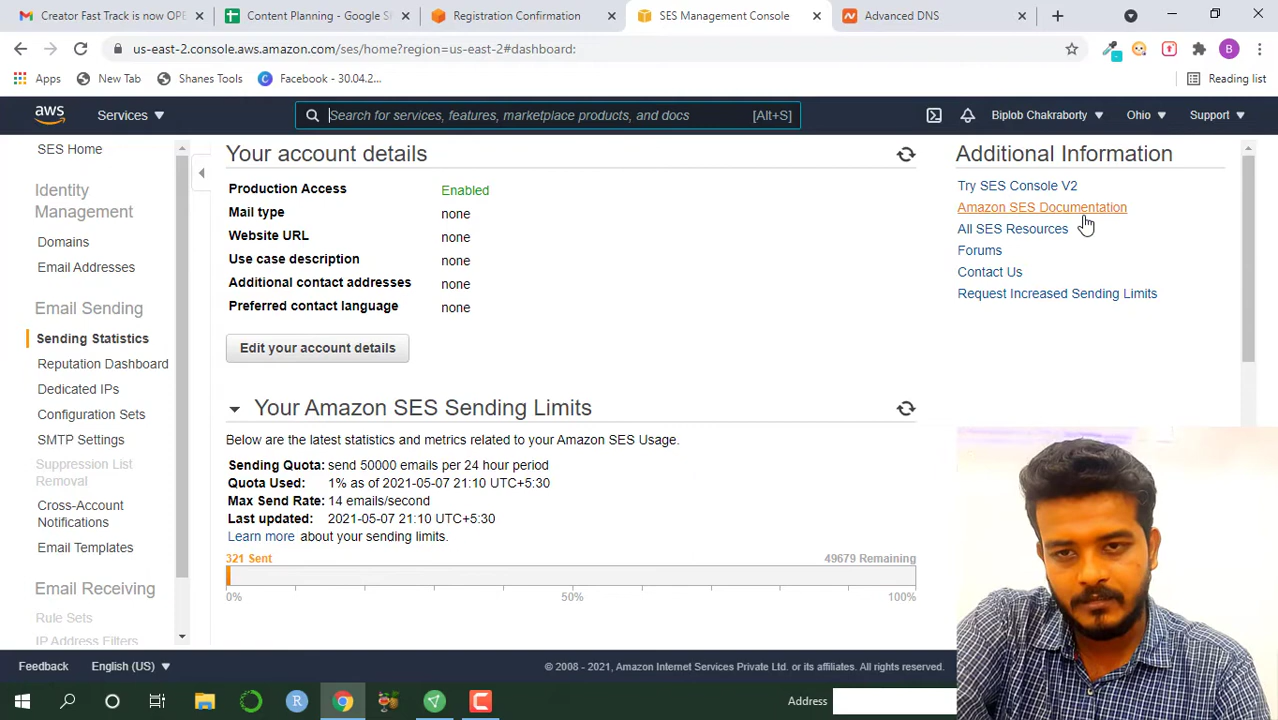 Creator Fast Track is now OPE
Content Planning - Google S
Registration Confirmation
SES Management Console
Advanced DNS
us-east-2.console.aws.amazon.com/ses/home?region=us-east-2#dashboard:
B
Apps
New Tab
Shanes Tools
Facebook - 30.04.2...
Reading list
aws
Services
Search for services, features, marketplace products, and docs
[Alt+S]
Biplob Chakraborty
Ohio
Support
SES Home
Identity
Management
Domains
Email Addresses
Email Sending
Sending Statistics
Reputation Dashboard
Dedicated IPs
Configuration Sets
SMTP Settings
Suppression List
Removal
Cross-Account
Notifications
Email Templates
Email Receiving
Rule Sets
IP Address Filters
Your account details
Production Access Enabled
Mail type none
Website URL none
Use case description none
Additional contact addresses none
Preferred contact language none
Edit your account details
Your Amazon SES Sending Limits
Below are the latest statistics and metrics related to your Amazon SES Usage.
Sending Quota: send 50000 emails per 24 hour period
Quota Used: 1% as of 2021-05-07 21:10 UTC+5:30
Max Send Rate: 14 emails/second
Last updated: 2021-05-07 21:10 UTC+5:30
Learn more about your sending limits.
321 Sent
49679 Remaining
0%
50%
100%
Additional Information
Try SES Console V2
Amazon SES Documentation
All SES Resources
Forums
Contact Us
Request Increased Sending Limits
Feedback
English (US)
© 2008 - 2021, Amazon Internet Services Private Ltd. or its affiliates. All rights reserved.
Address